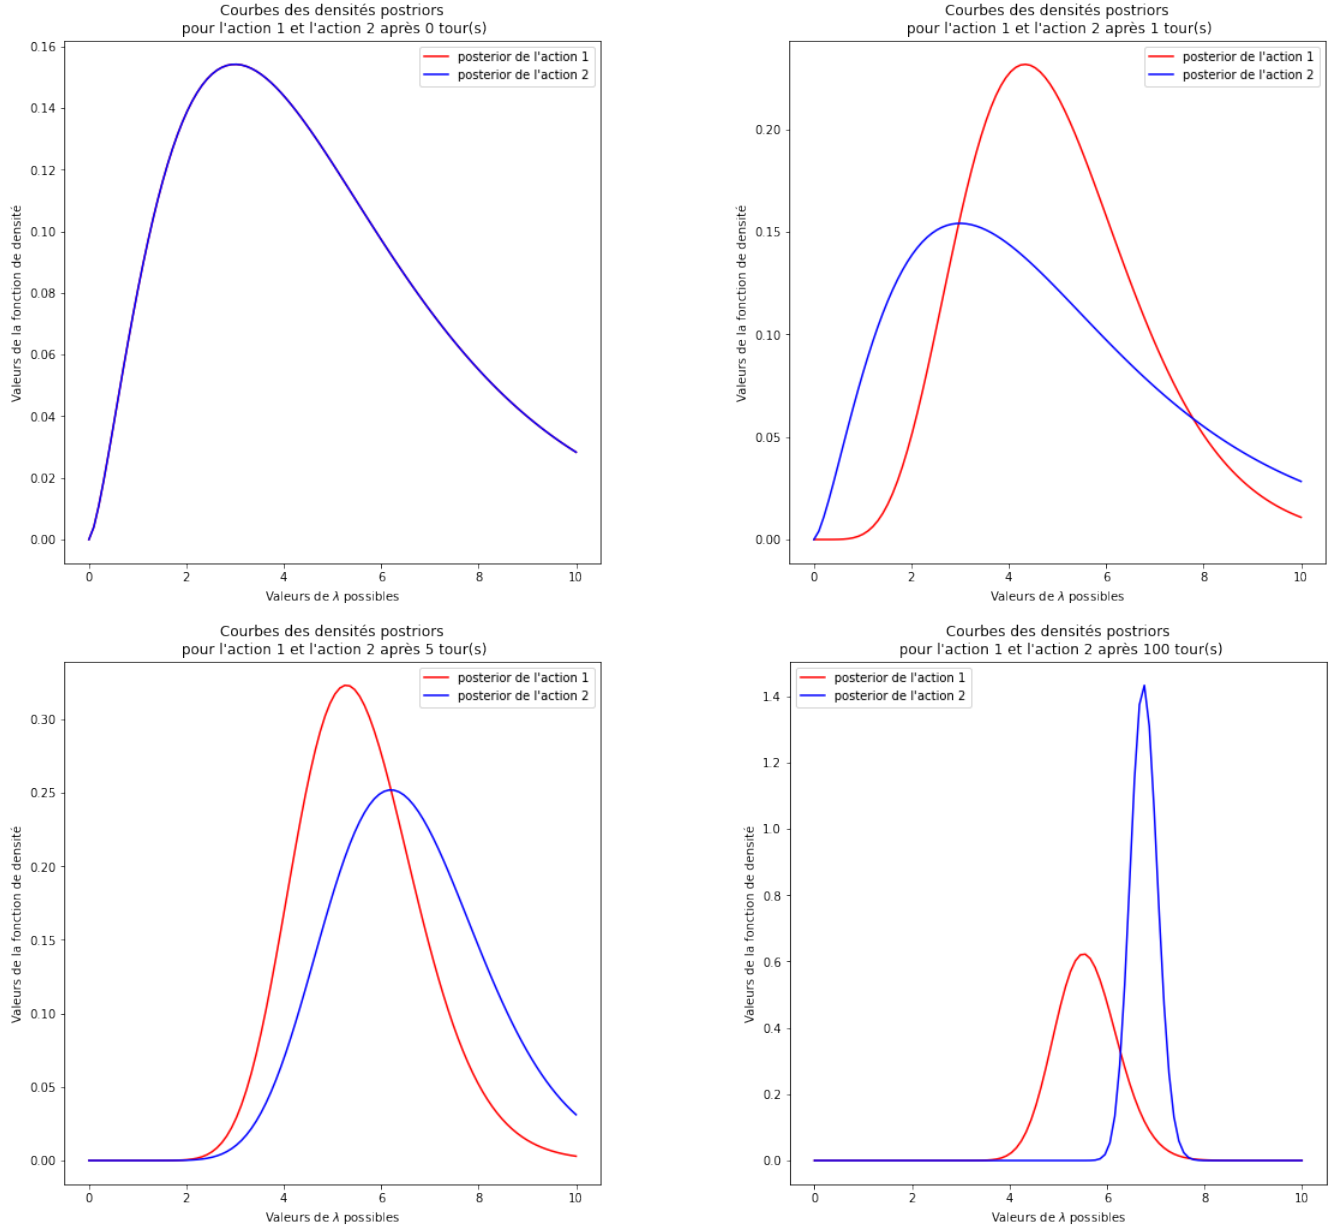 Courbes des densités postriors
pour l'action 1 et l'action 2 après 0 tour(s)
posterior de l'action 1
posterior de l'action 2
Valeurs de la fonction de densité
0.16
0.14
0.12
0.10
0.08
0.06
0.04
0.02
0.00
0 2 4 6 8 10
Valeurs de λ possibles
Courbes des densités postriors
pour l'action 1 et l'action 2 après 1 tour(s)
posterior de l'action 1
posterior de l'action 2
Valeurs de la fonction de densité
0.20
0.15
0.10
0.05
0.00
0 2 4 6 8 10
Valeurs de λ possibles
Courbes des densités postriors
pour l'action 1 et l'action 2 après 5 tour(s)
posterior de l'action 1
posterior de l'action 2
Valeurs de la fonction de densité
0.30
0.25
0.20
0.15
0.10
0.05
0.00
0 2 4 6 8 10
Valeurs de λ possibles
Courbes des densités postriors
pour l'action 1 et l'action 2 après 100 tour(s)
posterior de l'action 1
posterior de l'action 2
Valeurs de la fonction de densité
1.4
1.2
1.0
0.8
0.6
0.4
0.2
0.0
0 2 4 6 8 10
Valeurs de λ possibles